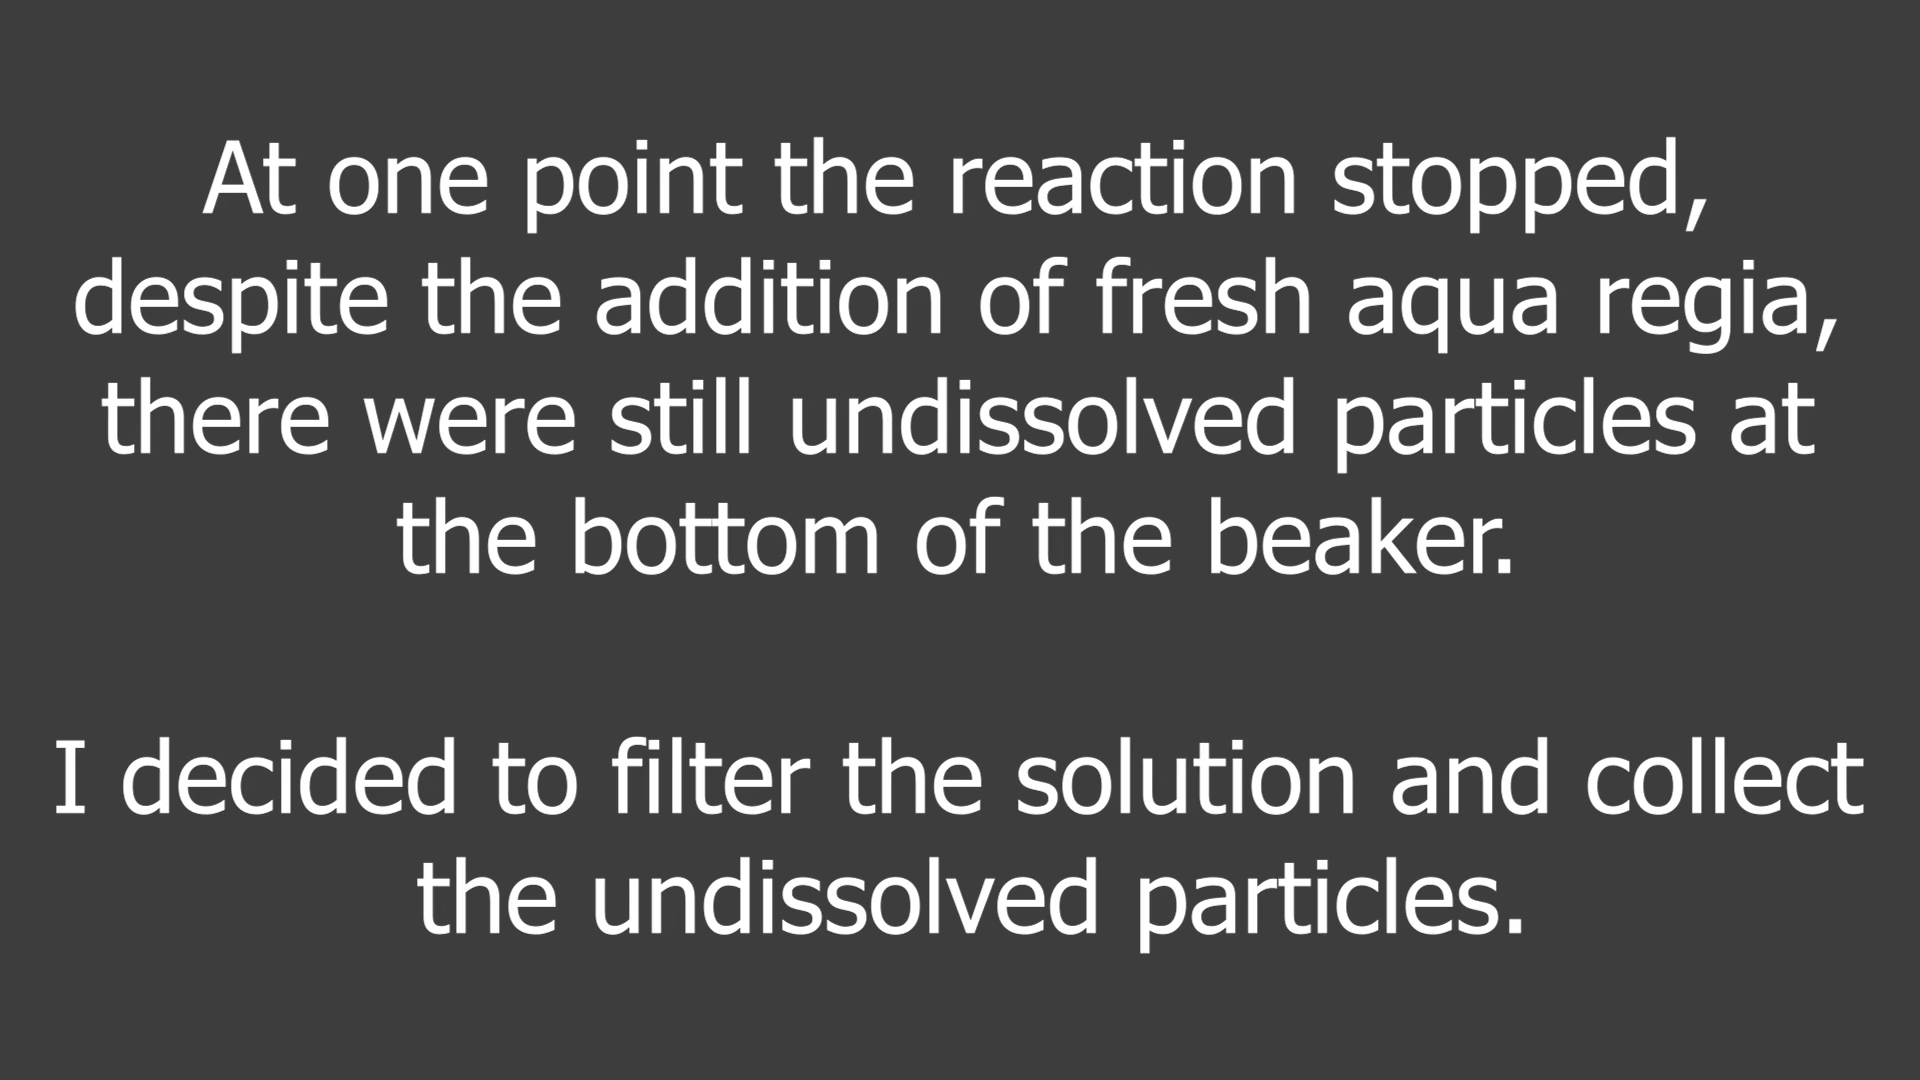 At one point the reaction stopped,
despite the addition of fresh aqua regia,
there were still undissolved particles at
the bottom of the beaker.
I decided to filter the solution and collect
the undissolved particles.